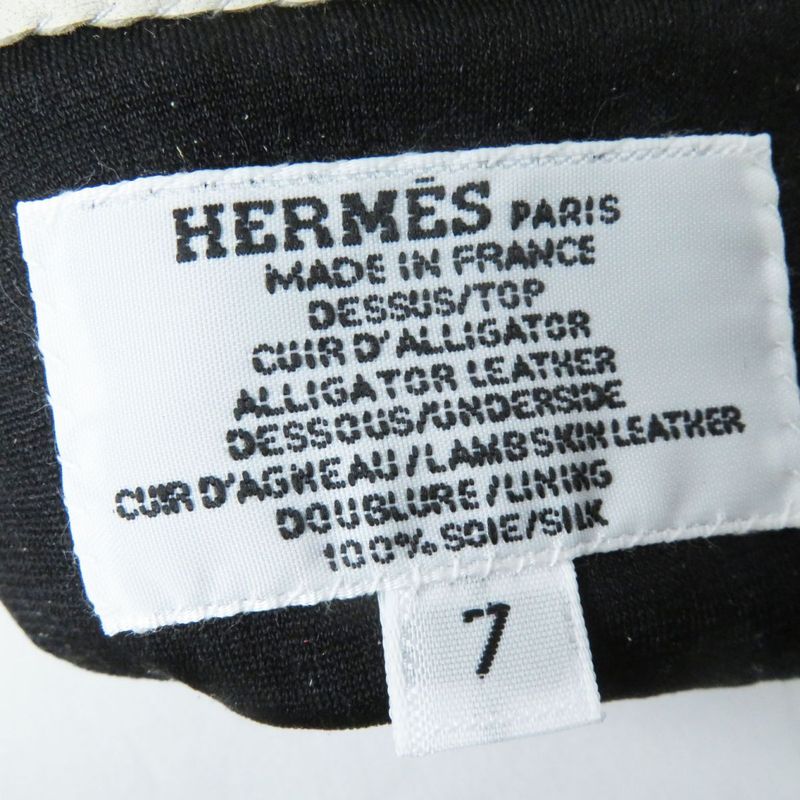 HERMĒS PARIS
MADE IN FRANCE
DESSUS/TOP
CUIR D'ALLIGATOR
ALLIGATOR LEATHER
DESSOUS/UNDERSIDE
CUIR D'AGNEAU/LAMBSKIN LEATHER
DOUBLURE/LINING
100% SOIE/SILK
7